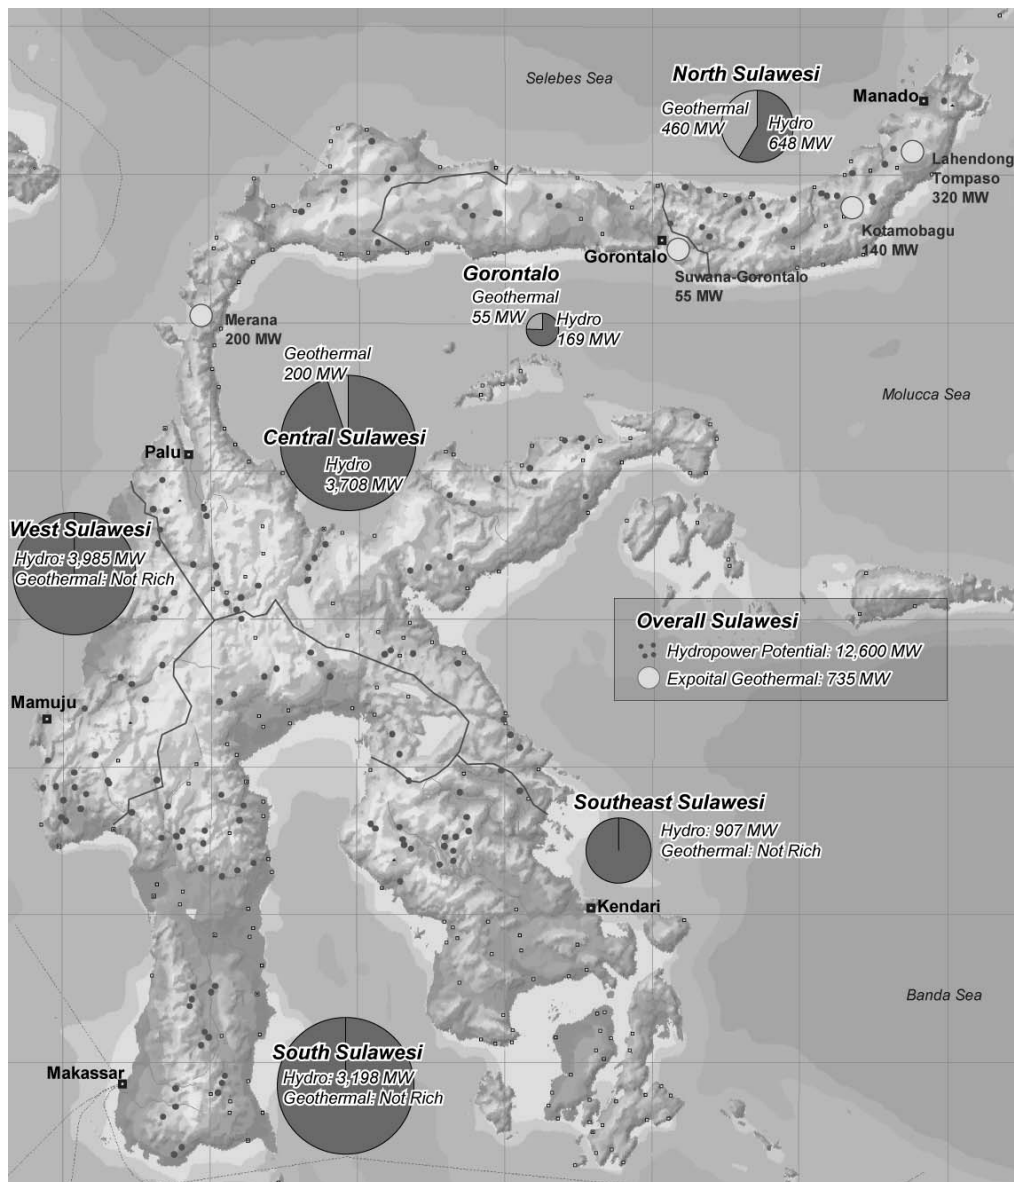 Selebes Sea
North Sulawesi
Geothermal
460 MW
Hydro
648 MW
Manado
Lahendong
Tompaso
320 MW
Kotamobagu
140 MW
Gorontalo
Suwana-Gorontalo
55 MW
Gorontalo
Geothermal
55 MW
Hydro
169 MW
Merana
200 MW
Geothermal
200 MW
Central Sulawesi
Hydro
3,708 MW
Molucca Sea
Palu
West Sulawesi
Hydro: 3,985 MW
Geothermal: Not Rich
Overall Sulawesi
Hydropower Potential: 12,600 MW
Expoital Geothermal: 735 MW
Mamuju
Southeast Sulawesi
Hydro: 907 MW
Geothermal: Not Rich
Kendari
Banda Sea
South Sulawesi
Hydro: 3,198 MW
Geothermal: Not Rich
Makassar